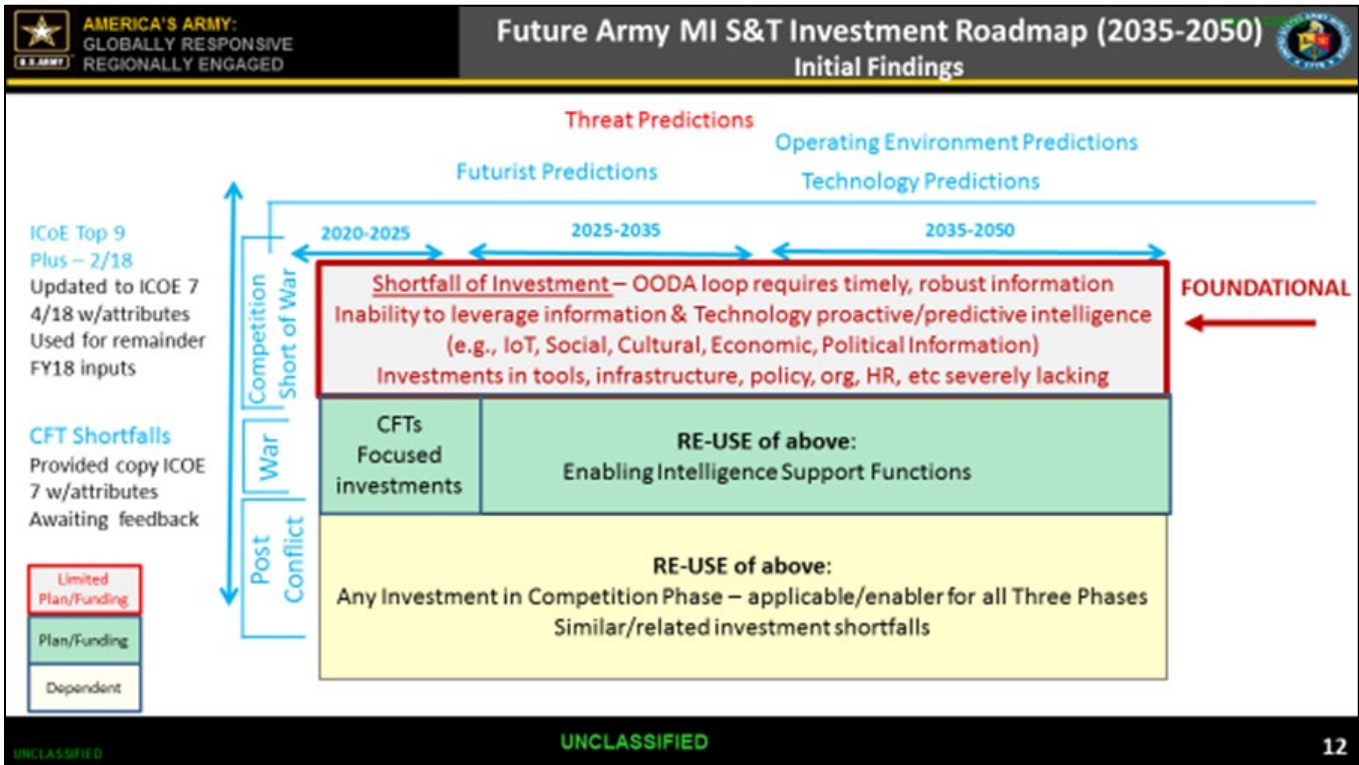 AMERICA'S ARMY:
GLOBALLY RESPONSIVE
REGIONALLY ENGAGED
U.S.ARMY
Future Army MI S&T Investment Roadmap (2035-2050)
Initial Findings
Threat Predictions
Operating Environment Predictions
Futurist Predictions
Technology Predictions
2020-2025
2025-2035
2035-2050
ICoE Top 9
Plus – 2/18
Updated to ICOE 7
4/18 w/attributes
Used for remainder
FY18 inputs
CFT Shortfalls
Provided copy ICOE
7 w/attributes
Awaiting feedback
Limited
Plan/Funding
Plan/Funding
Dependent
Competition
Short of War
War
Post
Conflict
Shortfall of Investment – OODA loop requires timely, robust information
Inability to leverage information & Technology proactive/predictive intelligence
(e.g., IoT, Social, Cultural, Economic, Political Information)
Investments in tools, infrastructure, policy, org, HR, etc severely lacking
FOUNDATIONAL
CFTs
Focused
investments
RE-USE of above:
Enabling Intelligence Support Functions
RE-USE of above:
Any Investment in Competition Phase – applicable/enabler for all Three Phases
Similar/related investment shortfalls
UNCLASSIFIED
UNCLASSIFIED
12